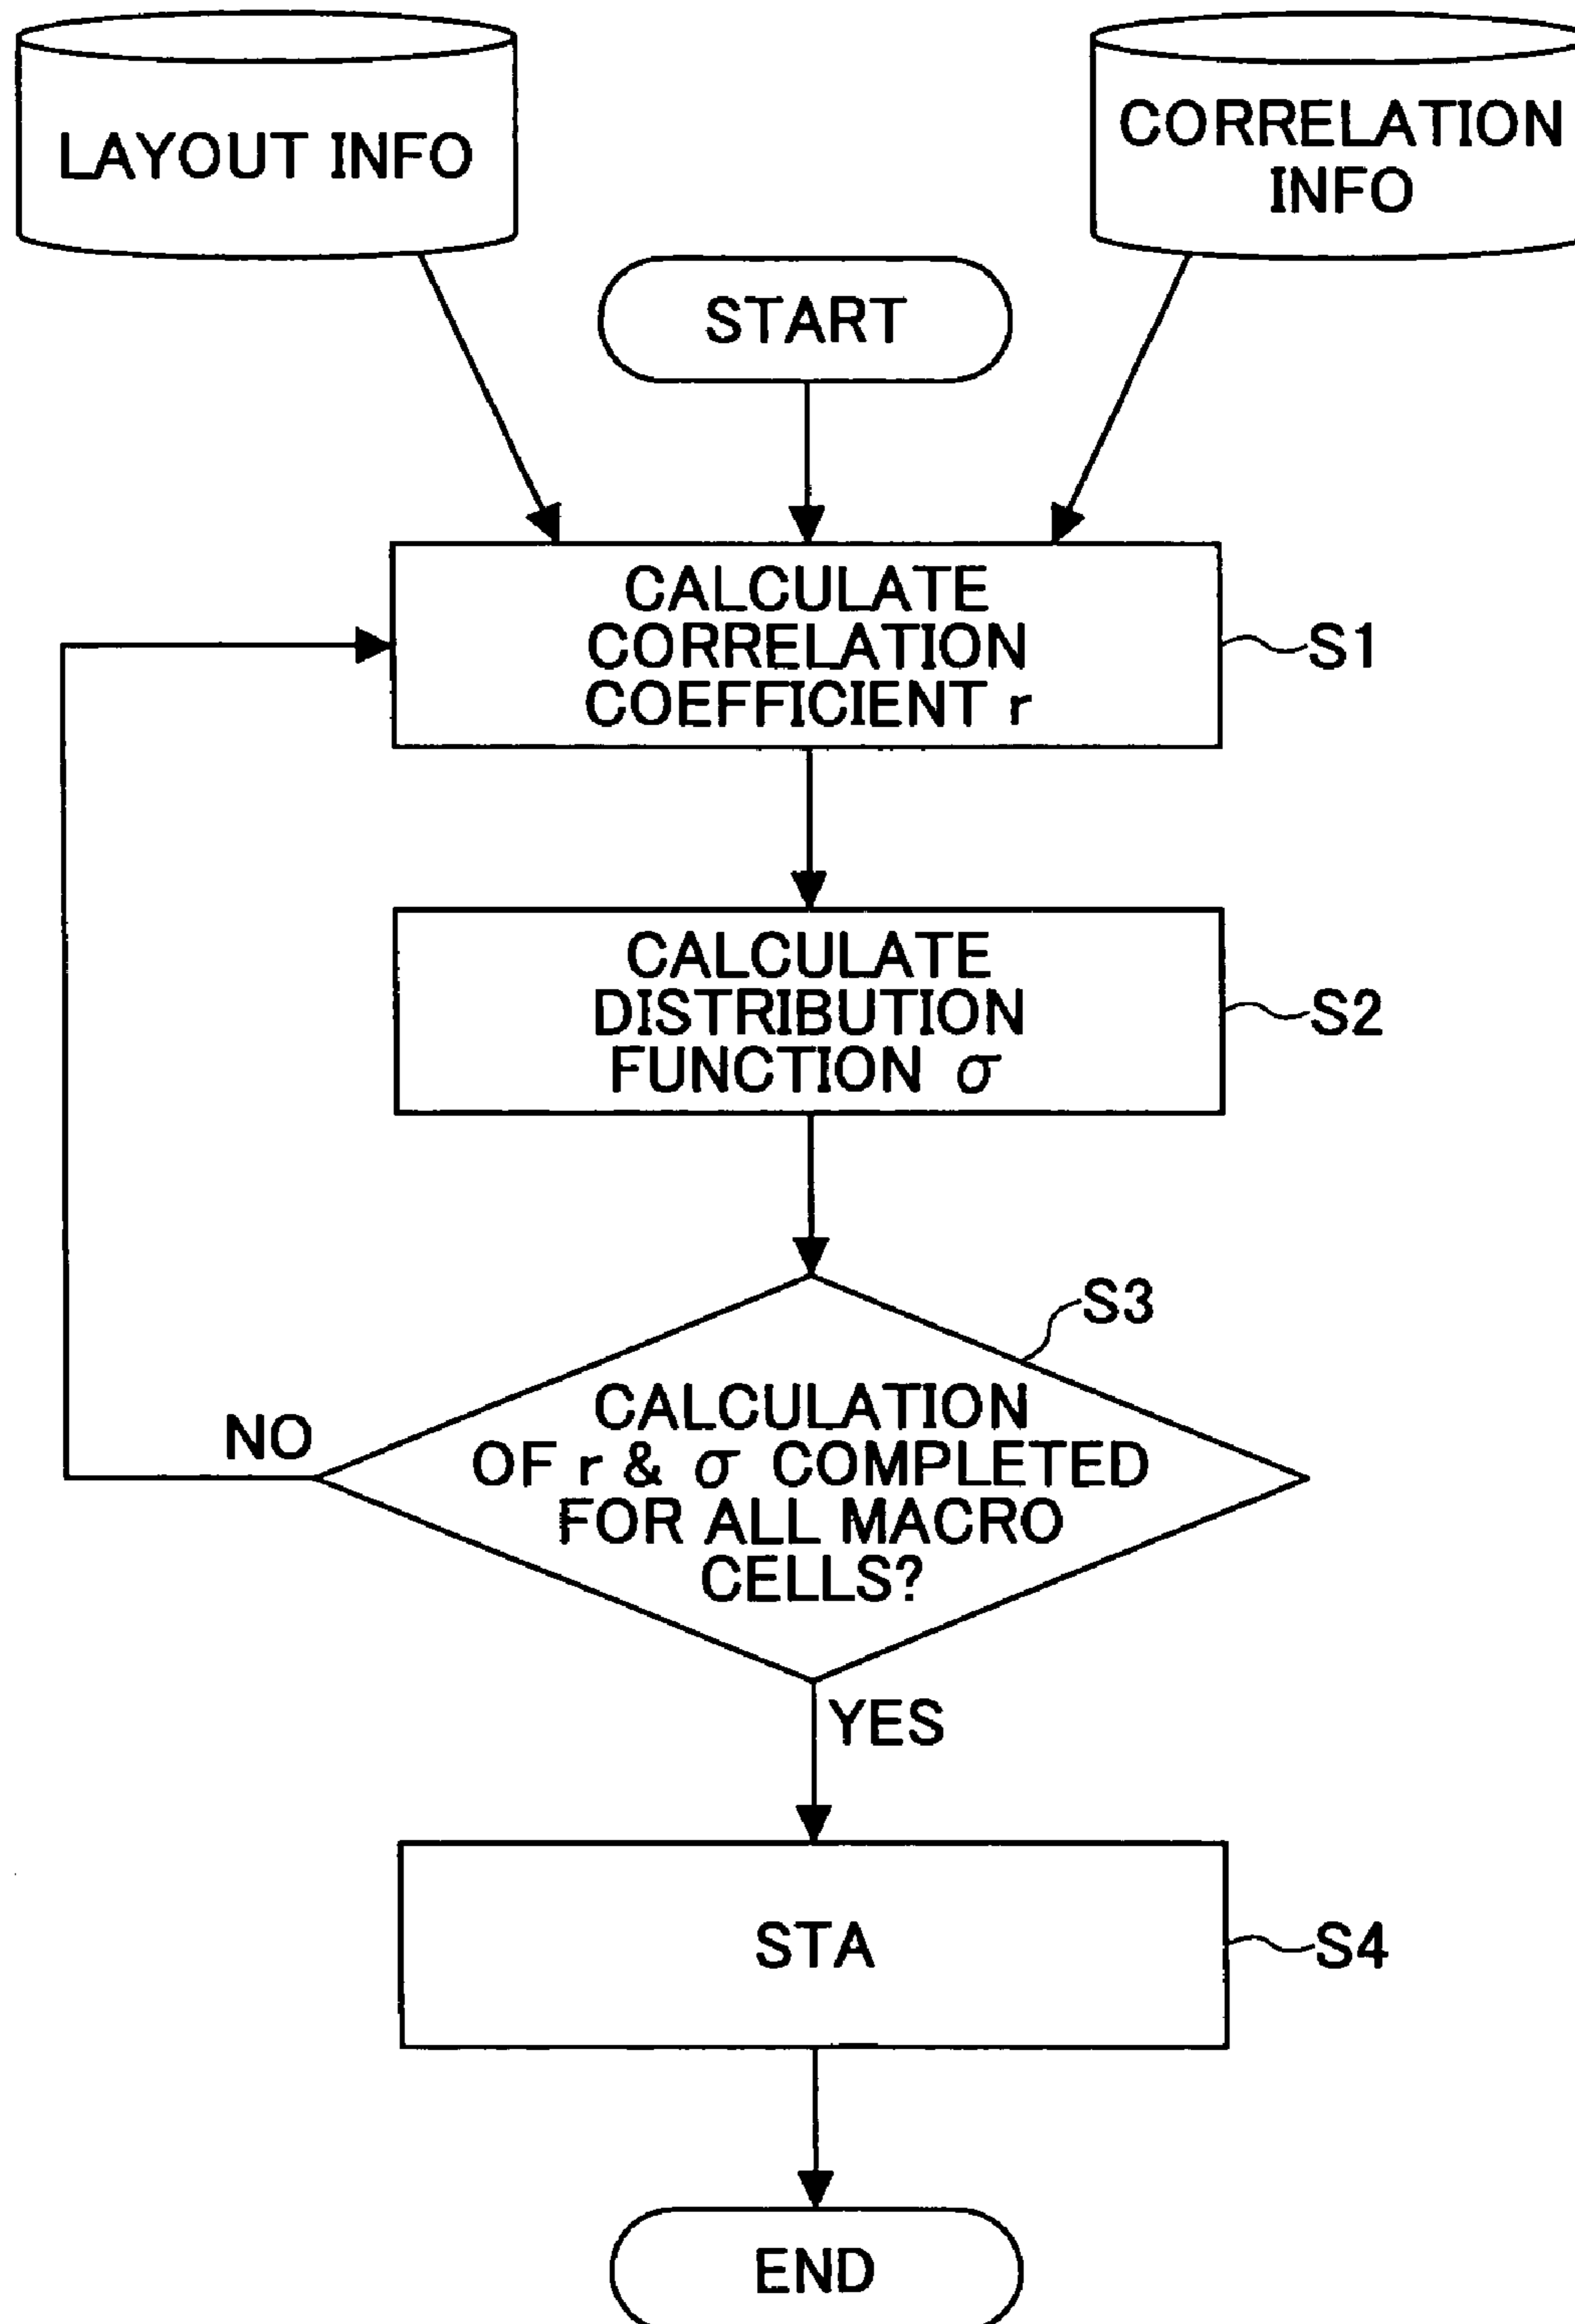 LAYOUT INFO
CORRELATION
INFO
START
CALCULATE
CORRELATION
COEFFICIENT r
S1
CALCULATE
DISTRIBUTION
FUNCTION σ
S2
S3
CALCULATION
OF r & σ COMPLETED
FOR ALL MACRO
CELLS?
NO
YES
STA
S4
END